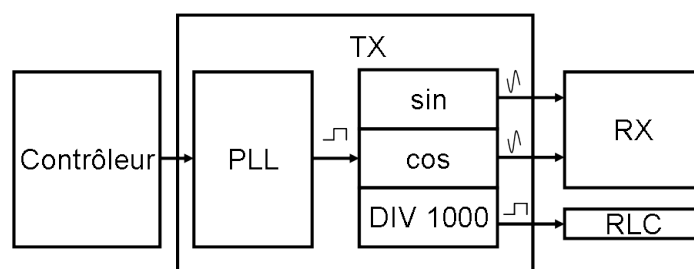 TX
Contrôleur
PLL
sin
cos
DIV 1000
RX
RLC